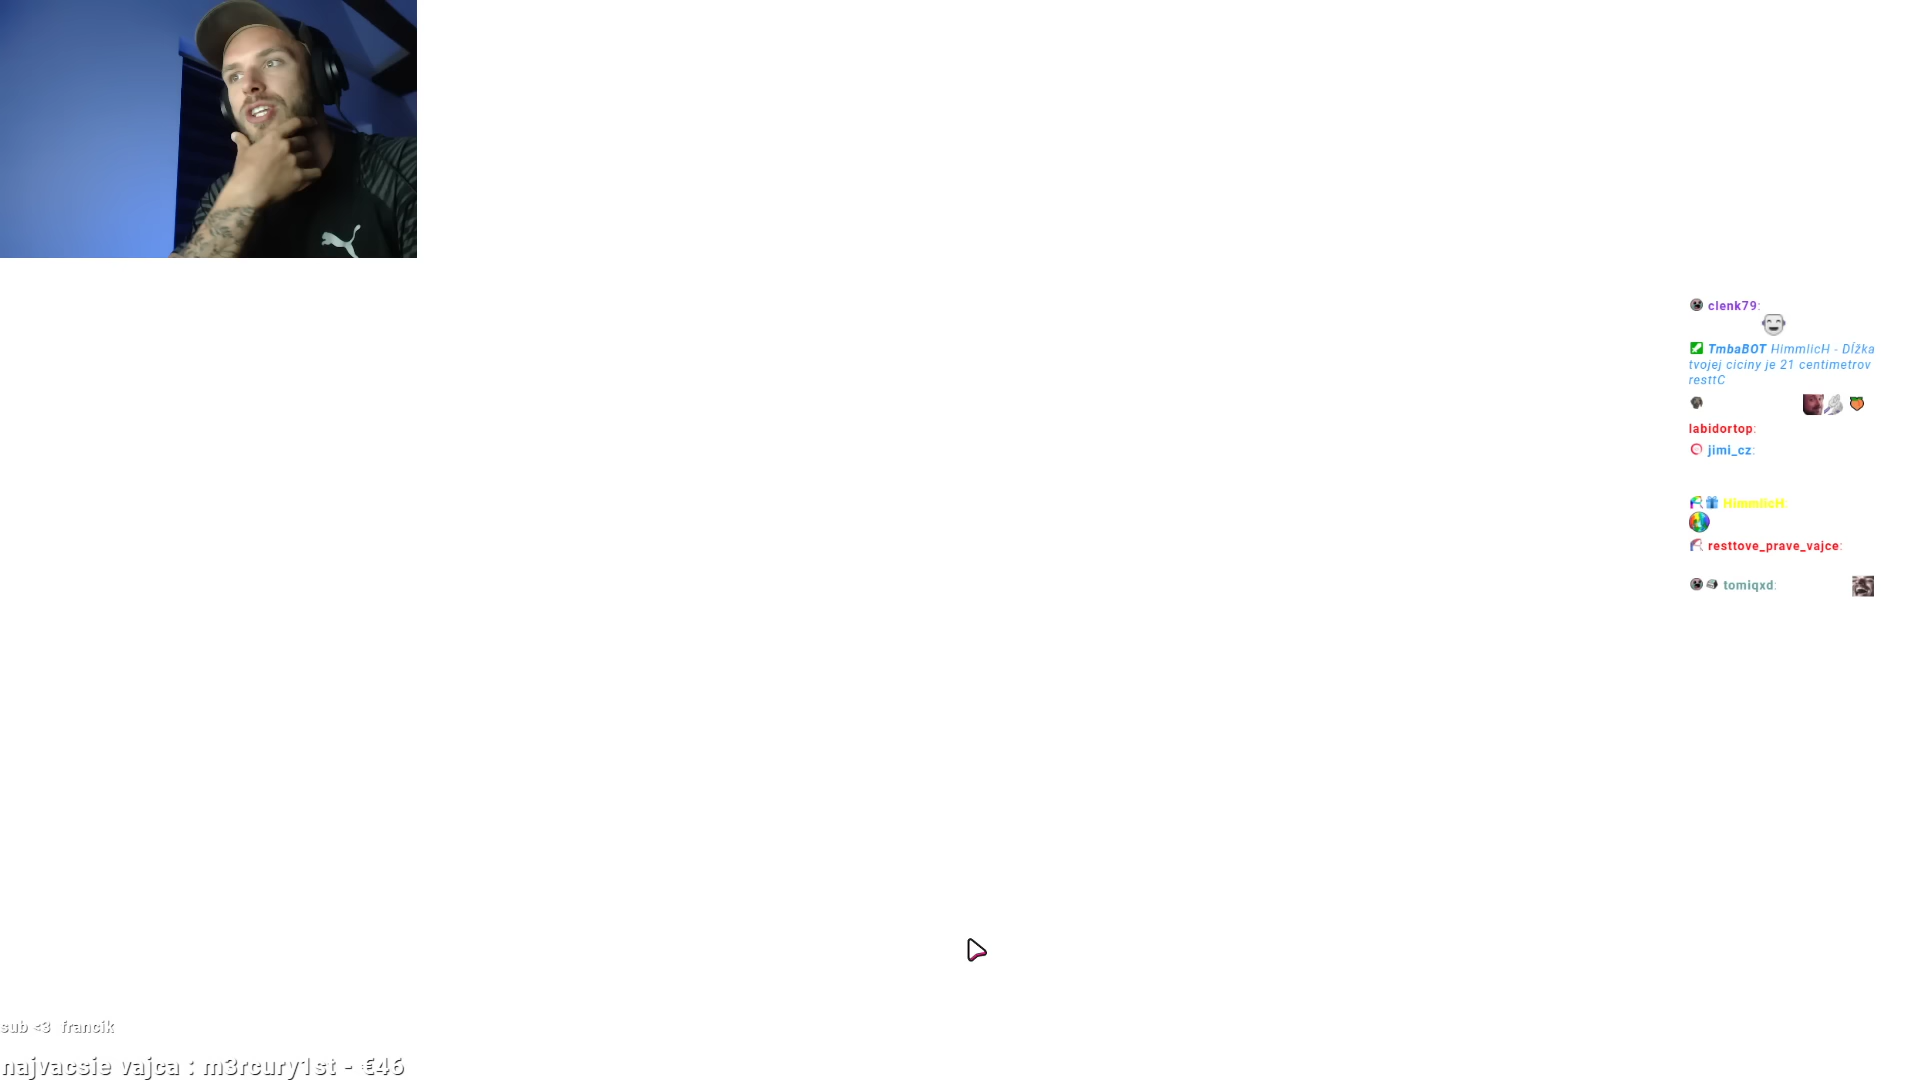 clenk79:
TmbaBOT HimmlicH - Dĺžka
tvojej ciciny je 21 centimetrov
resttC
labidortop:
jimi_cz:
HimmlicH:
resttove_prave_vajce:
tomiqxd:
sub <3 francik
najvacsie vajca : m3rcury1st - €46